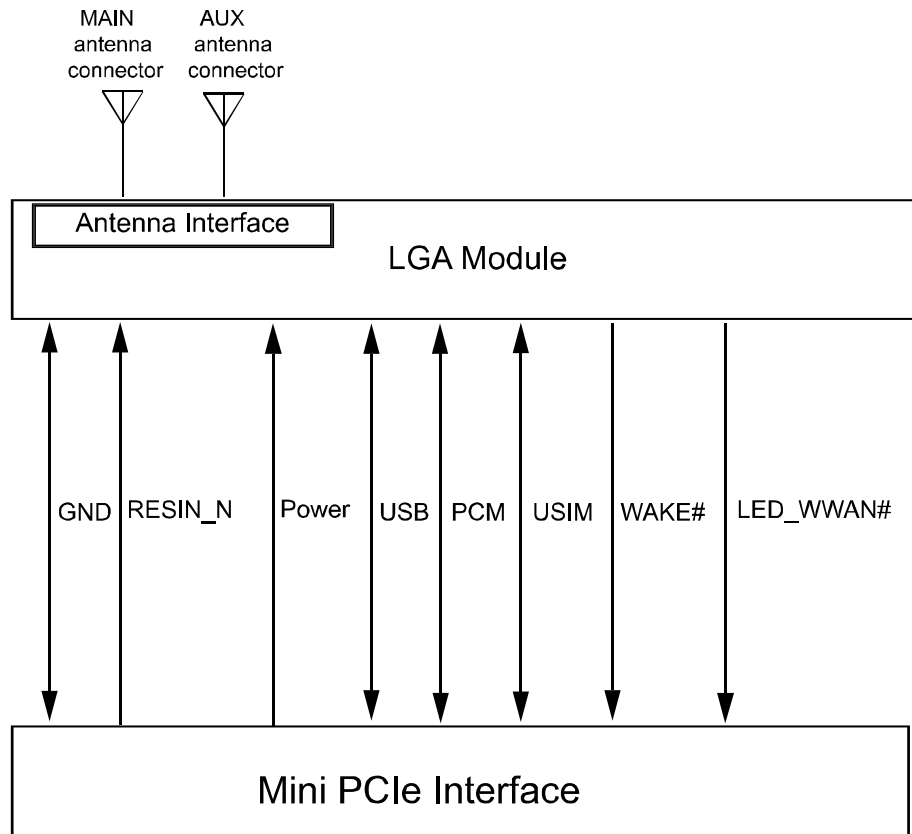 MAIN
antenna
connector
AUX
antenna
connector
Antenna Interface
LGA Module
GND
RESIN_N
Power
USB
PCM
USIM
WAKE#
LED_WWAN#
Mini PCIe Interface